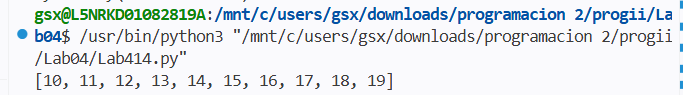 gsx@L5NRKD01082819A:/mnt/c/users/gsx/downloads/programacion 2/progii/La
b04$ /usr/bin/python3 "/mnt/c/users/gsx/downloads/programacion 2/progii
/Lab04/Lab414.py"
[10, 11, 12, 13, 14, 15, 16, 17, 18, 19]